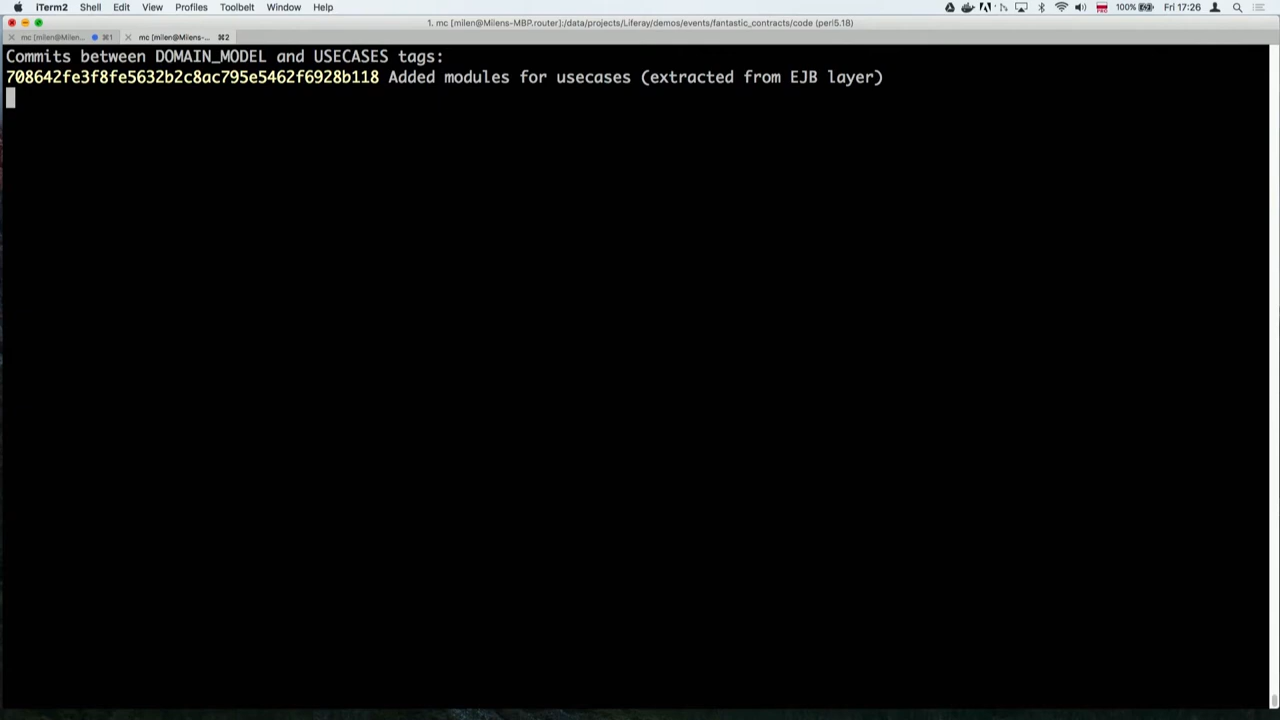 iTerm2 Shell Edit View Profiles Toolbelt Window Help 100% Fri 17:26
1. mc [milen@Milens-MBP.router]:/data/projects/Liferay/demos/events/fantastic_contracts/code (perl5.18)
mc [milen@Milen... ⌘1 mc [milen@Milens-... ⌘2
Commits between DOMAIN_MODEL and USECASES tags:
708642fe3f8fe5632b2c8ac795e5462f6928b118 Added modules for usecases (extracted from EJB layer)